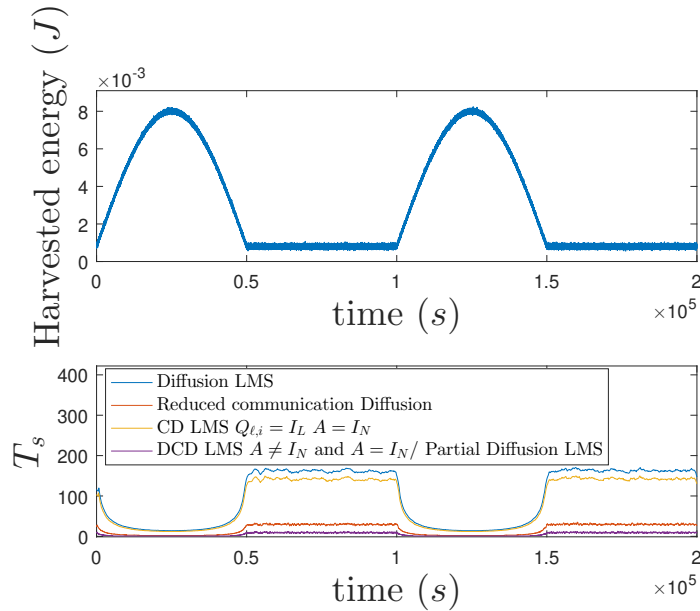 Harvested energy (J)
×10⁻³
8
6
4
2
0
0 0.5 1 1.5 2
time (s)
×10⁵
T_s
400
300
200
100
0
Diffusion LMS
Reduced communication Diffusion
CD LMS Q_{ℓ,i} = I_L A = I_N
DCD LMS A ≠ I_N and A = I_N/ Partial Diffusion LMS
0 0.5 1 1.5 2
time (s)
×10⁵